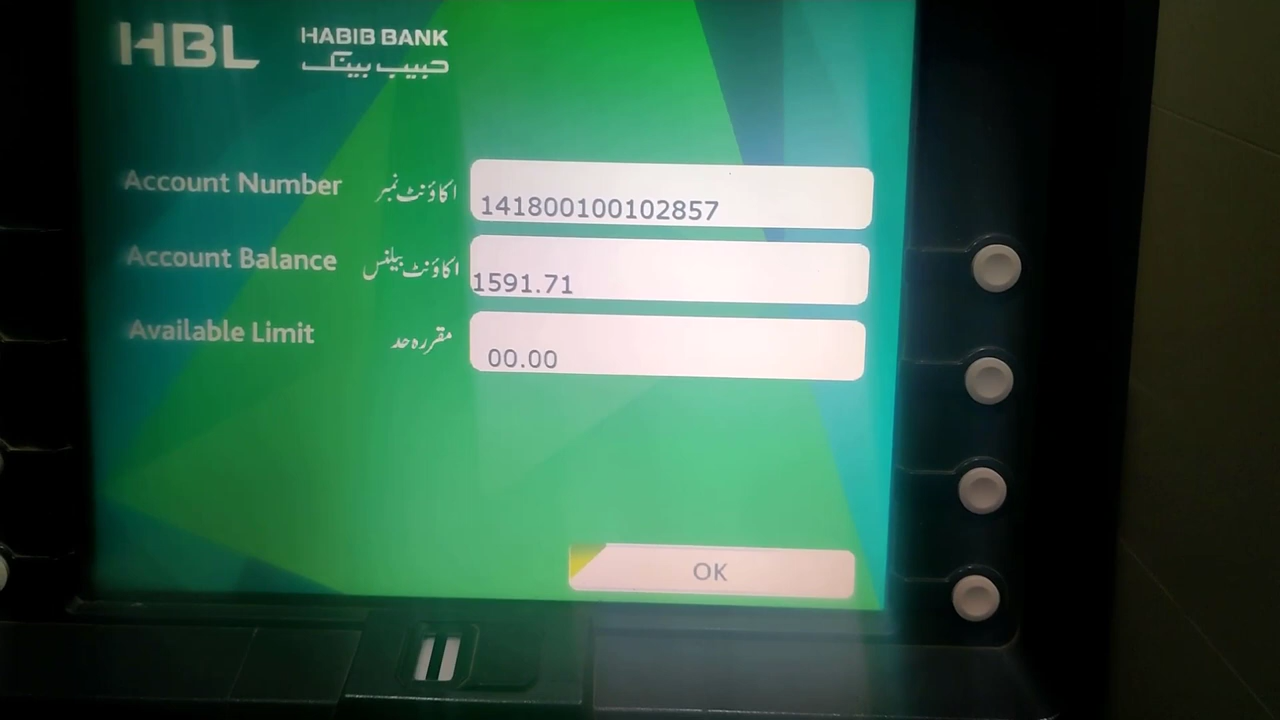 HBL HABIB BANK
حبیب بینک
Account Number اکاؤنٹ نمبر 141800100102857
Account Balance اکاؤنٹ بیلنس 1591.71
Available Limit مقررہ حد 00.00
OK